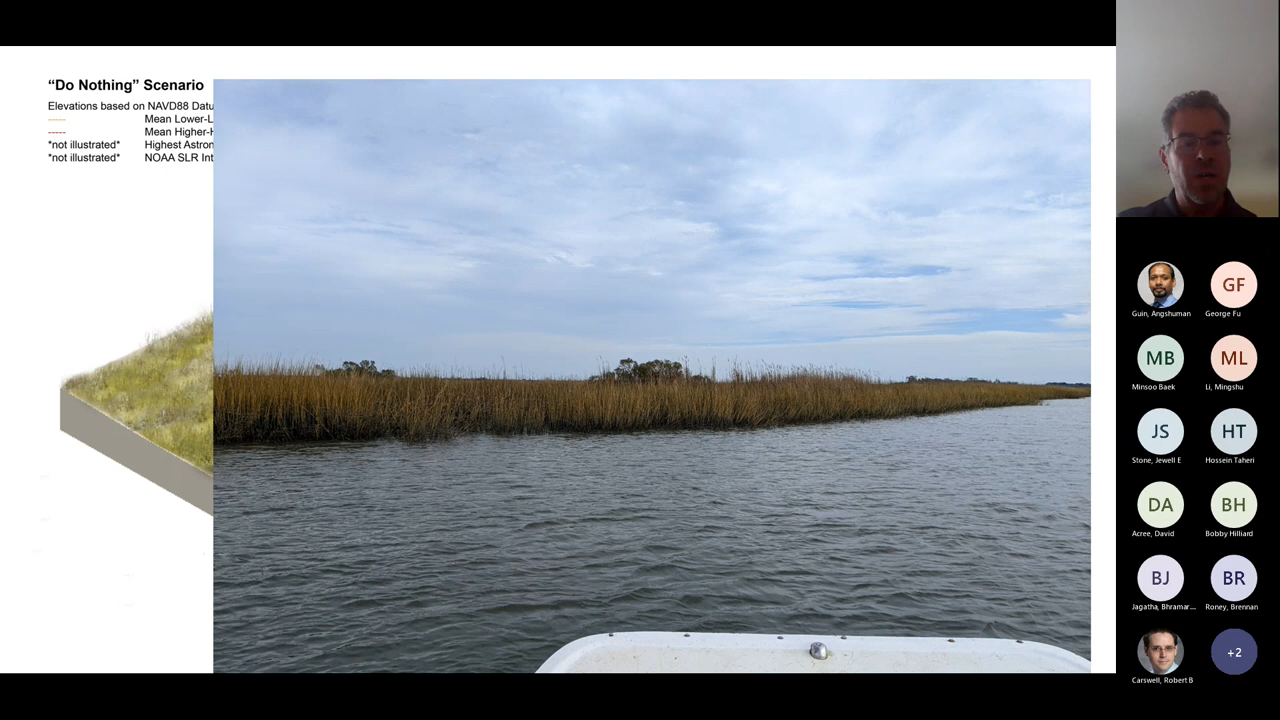 “Do Nothing” Scenario
Elevations based on NAVD88 Datu
----- Mean Lower-L
----- Mean Higher-H
*not illustrated* Highest Astron
*not illustrated* NOAA SLR Int
Guin, Angshuman
GF
George Fu
MB
Minsoo Baek
ML
Li, Mingshu
JS
Stone, Jewell E
HT
Hossein Taheri
DA
Acree, David
BH
Bobby Hilliard
BJ
Jagatha, Bhramar...
BR
Roney, Brennan
Carswell, Robert B
+2